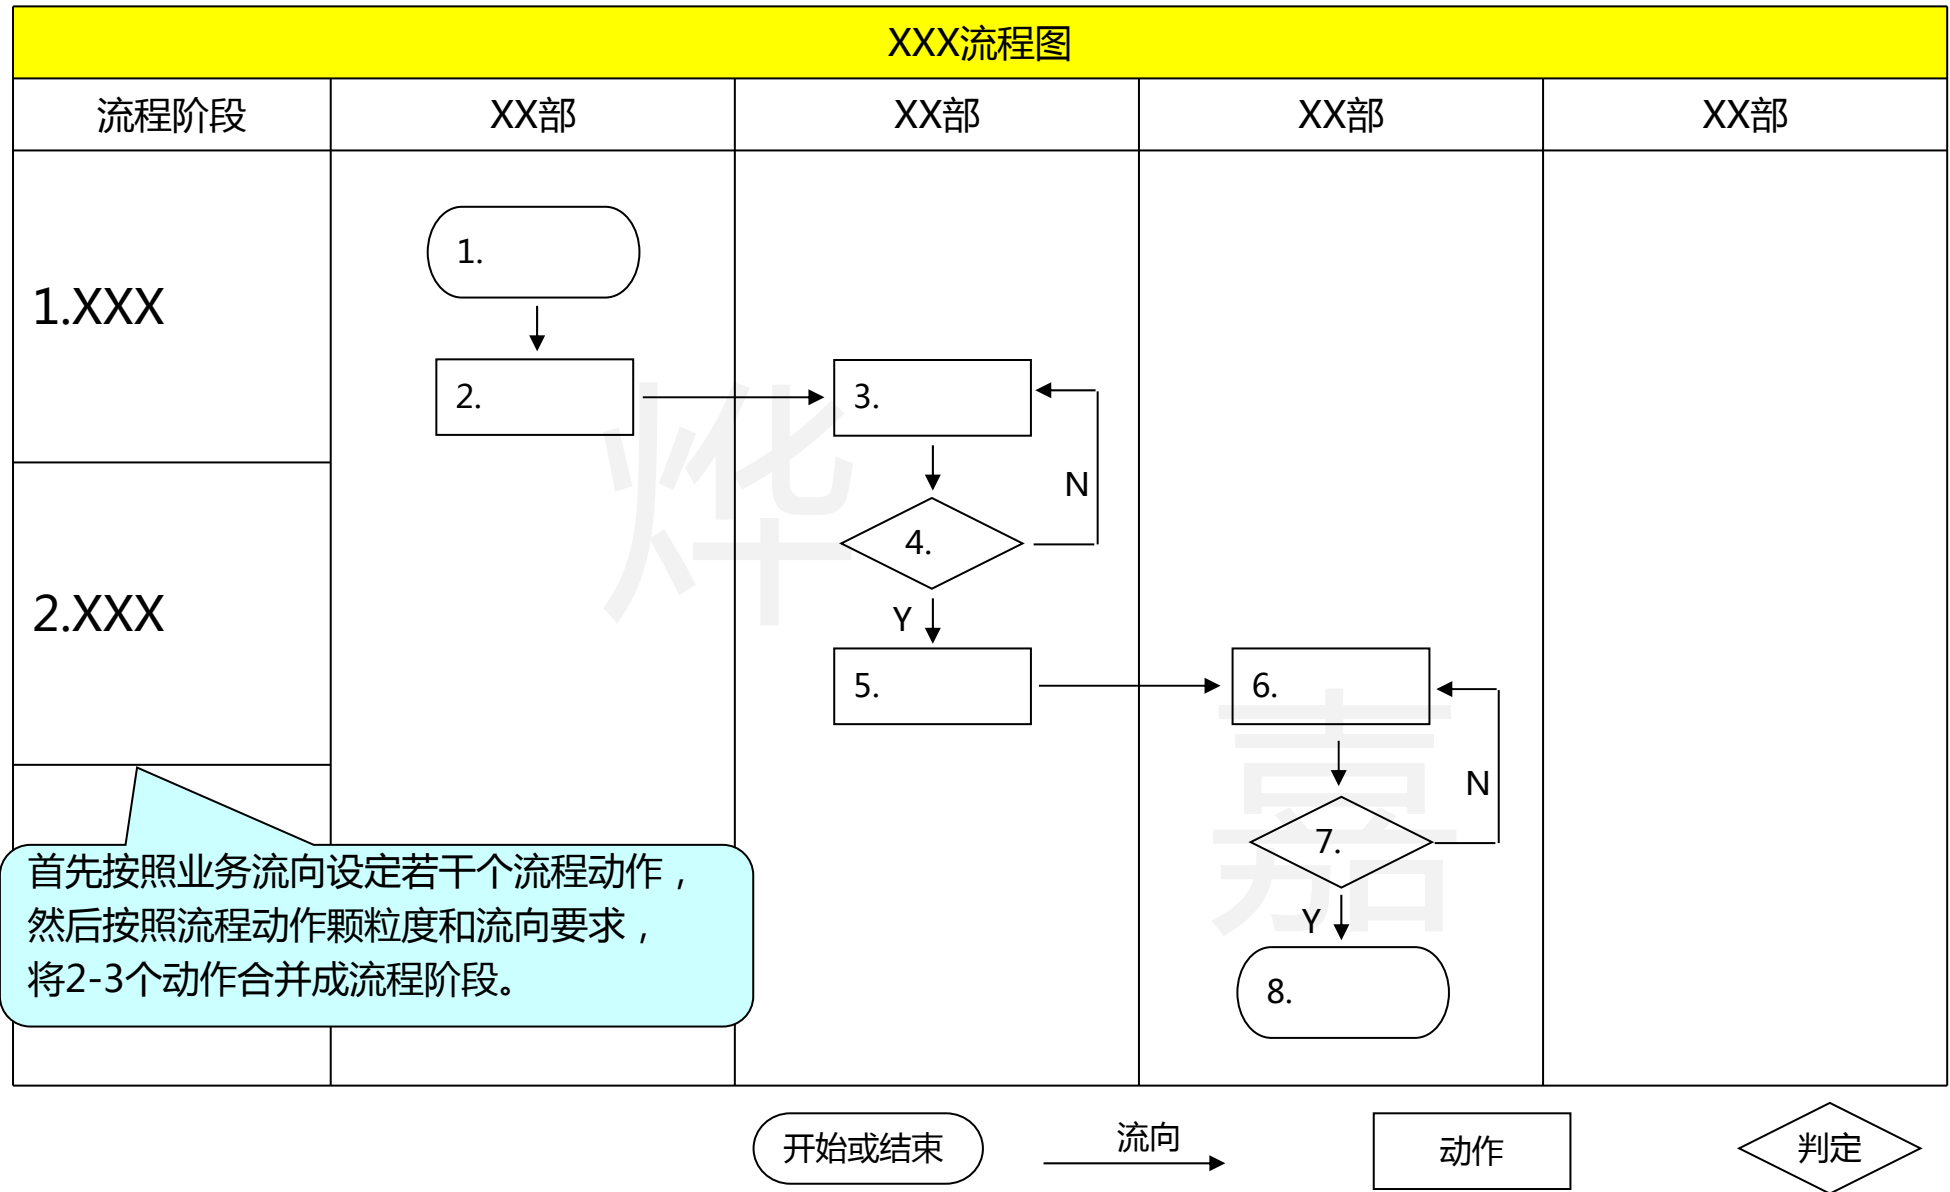 XXX流程图
流程阶段
XX部
XX部
XX部
XX部
1.XXX
2.XXX
1.
2.
3.
N
4.
Y
5.
6.
N
7.
Y
8.
首先按照业务流向设定若干个流程动作，
然后按照流程动作颗粒度和流向要求，
将2-3个动作合并成流程阶段。
开始或结束
流向
动作
判定
烨
嘉